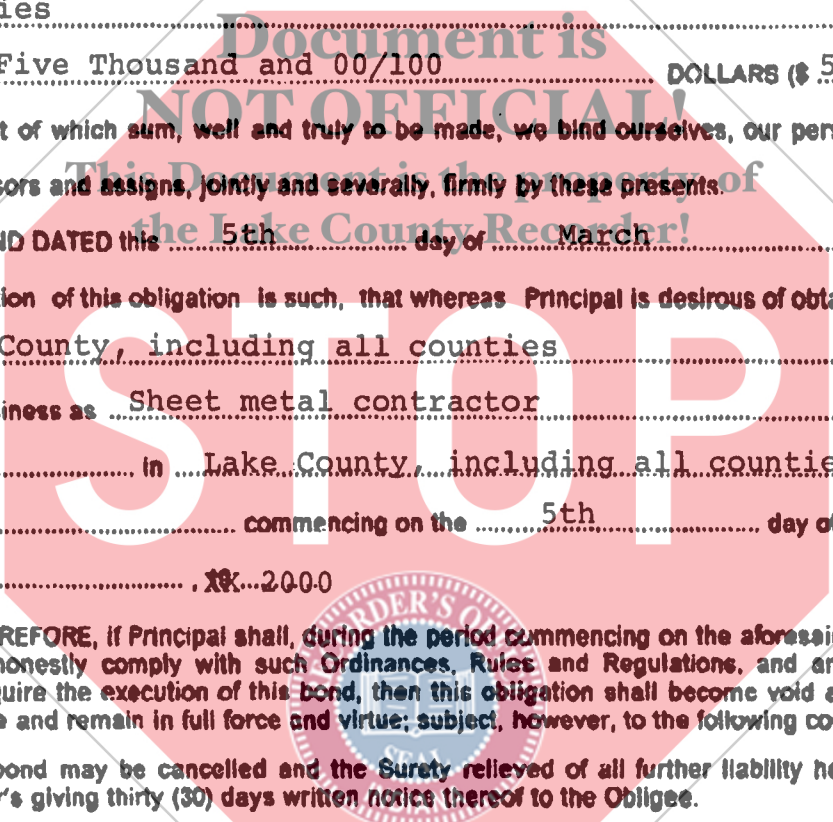 ies
Document is
Five Thousand and 00/100 DOLLARS ($ 5
NOT OFFICIAL!
t of which sum, well and truly to be made, we bind ourselves, our pers
This Document is the property of
sors and assigns, jointly and severally, firmly by these presents.
the Lake County Recorder!
ND DATED this 5th day of March
tion of this obligation is such, that whereas Principal is desirous of obta
County, including all counties
STOP
siness as Sheet metal contractor
in Lake County, including all countie
commencing on the 5th day of
, 2000
RECORDER'S OF
REFORE, if Principal shall, during the period commencing on the aforesai
honestly comply with such Ordinances, Rules and Regulations, and an
quire the execution of this bond, then this obligation shall become void a
e and remain in full force and virtue; subject, however, to the following co
SEAL
bond may be cancelled and the Surety relieved of all further liability he
r's giving thirty (30) days written notice thereof to the Obligee.
INDIANA